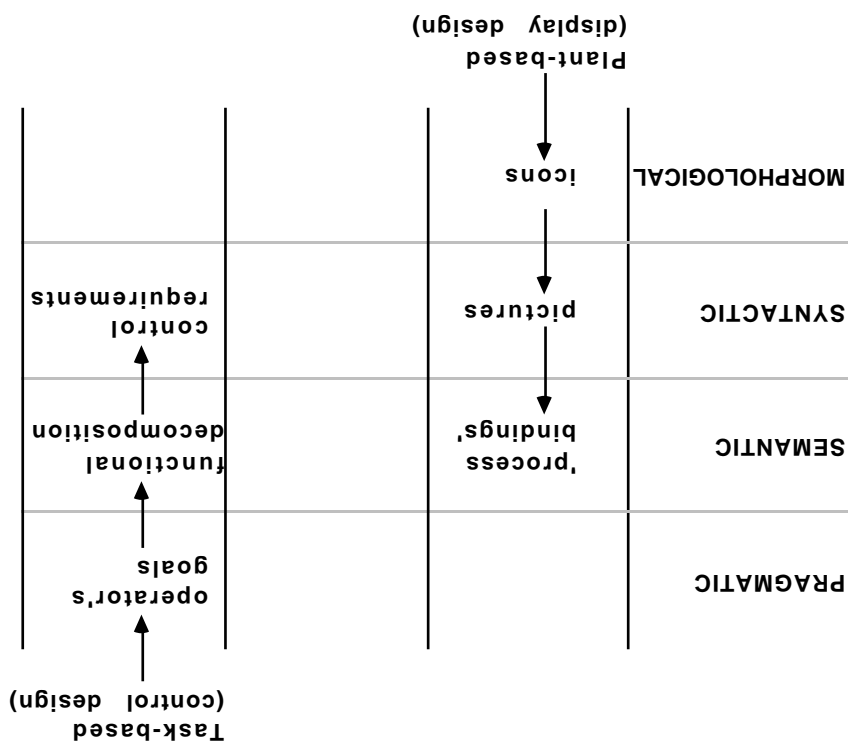 Task-based
(control design)
PRAGMATIC
operator's
goals
SEMANTIC
'process
bindings'
functional
decomposition
SYNTACTIC
pictures
control
requirements
MORPHOLOGICAL
icons
Plant-based
(display design)